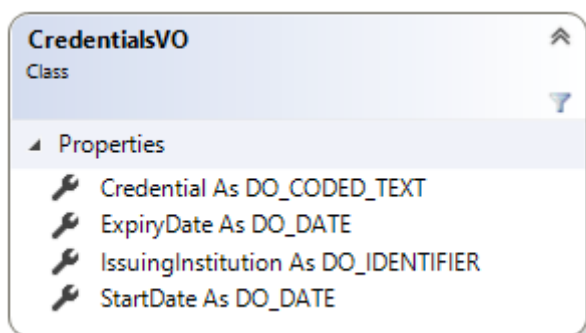 CredentialsVO
Class
Properties
Credential As DO_CODED_TEXT
ExpiryDate As DO_DATE
IssuingInstitution As DO_IDENTIFIER
StartDate As DO_DATE